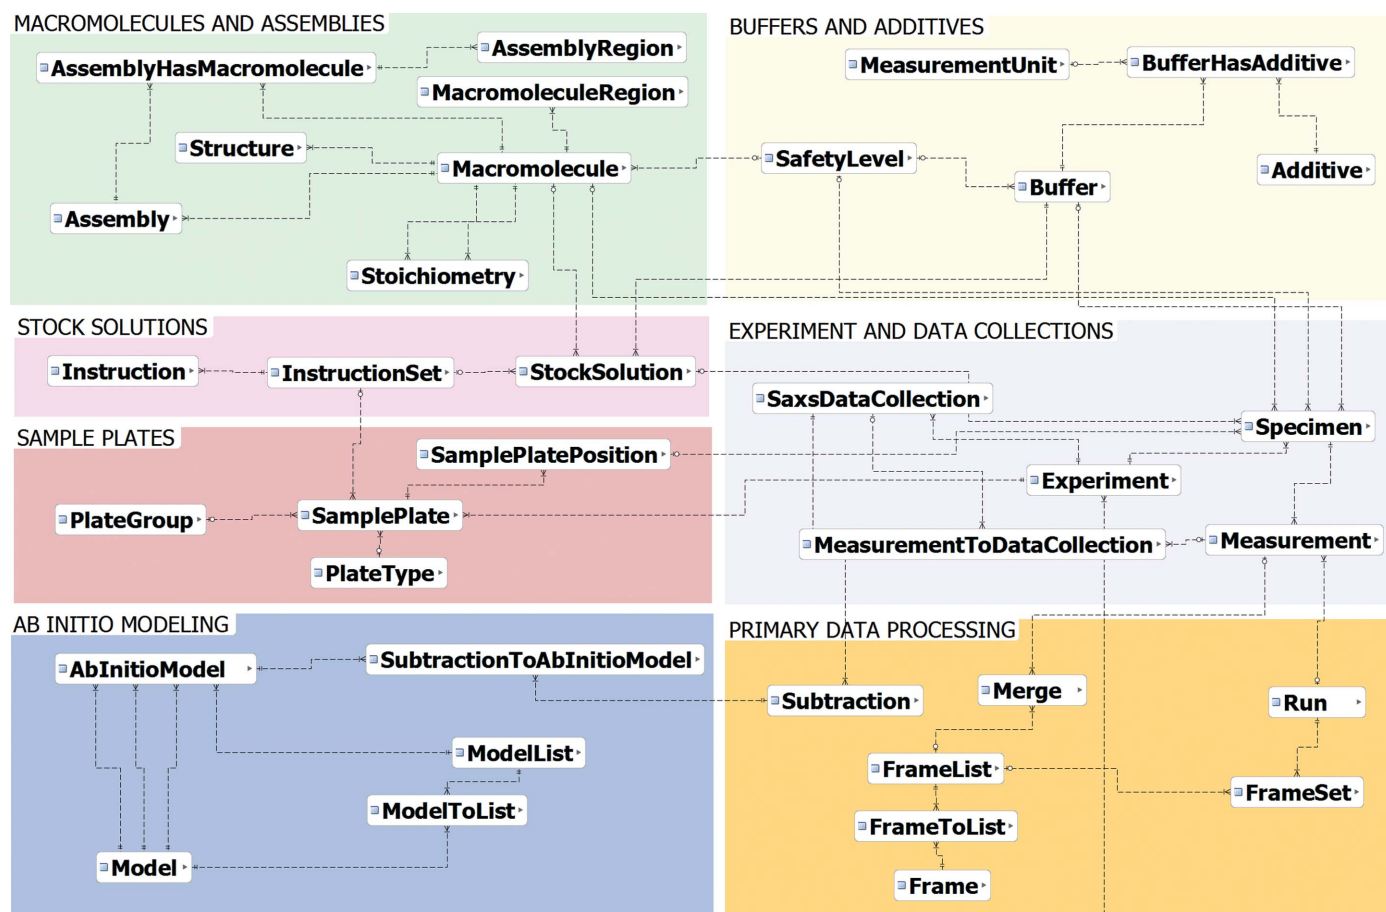 MACROMOLECULES AND ASSEMBLIES
AssemblyRegion
AssemblyHasMacromolecule
MacromoleculeRegion
Structure
Macromolecule
Assembly
Stoichiometry
BUFFERS AND ADDITIVES
MeasurementUnit
BufferHasAdditive
SafetyLevel
Buffer
Additive
STOCK SOLUTIONS
Instruction
InstructionSet
StockSolution
SAMPLE PLATES
SamplePlatePosition
PlateGroup
SamplePlate
PlateType
EXPERIMENT AND DATA COLLECTIONS
SaxsDataCollection
Specimen
Experiment
MeasurementToDataCollection
Measurement
AB INITIO MODELING
AbInitioModel
SubtractionToAbInitioModel
ModelList
ModelToList
Model
PRIMARY DATA PROCESSING
Subtraction
Merge
Run
FrameList
FrameSet
FrameToList
Frame